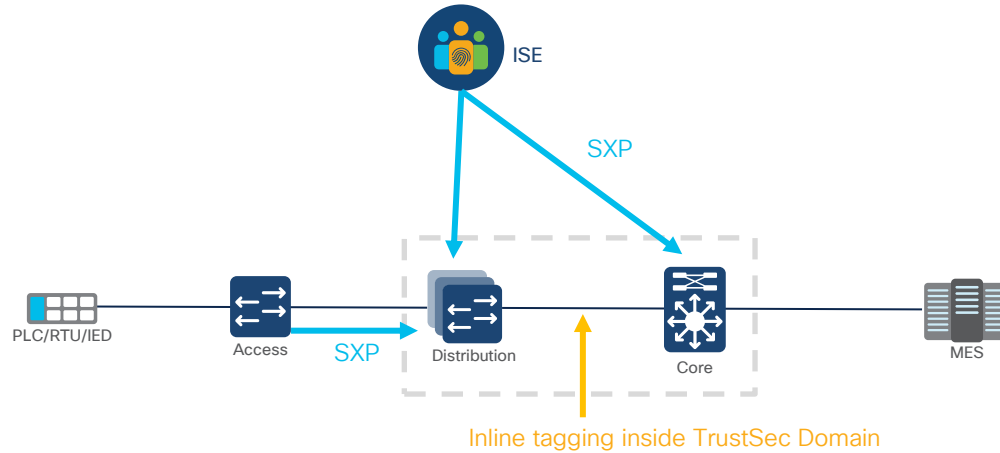 ISE
SXP
PLC/RTU/IED
Access
SXP
Distribution
Core
MES
Inline tagging inside TrustSec Domain